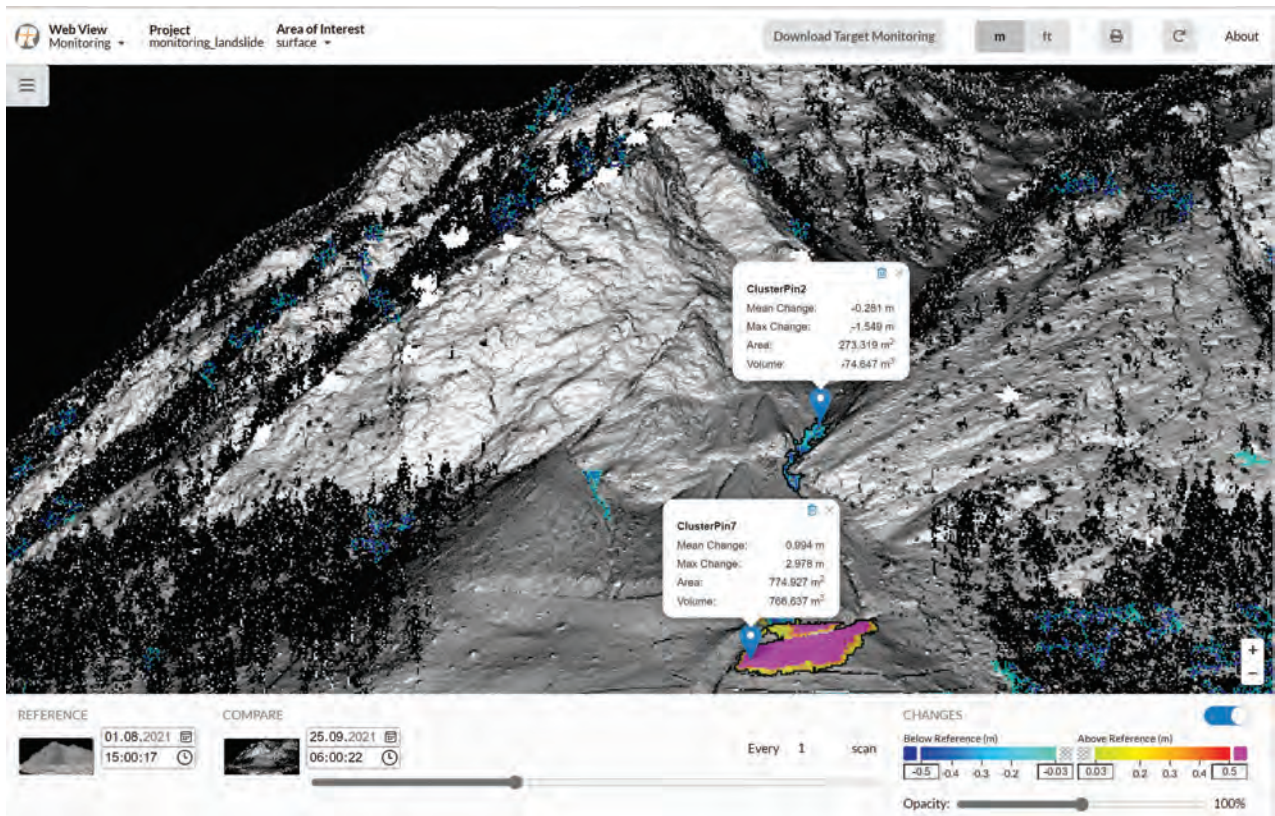 Web View
Monitoring
Project
monitoring_landslide
Area of Interest
surface
Download Target Monitoring
m
ft
About
ClusterPin2
Mean Change: -0.281 m
Max Change: -1.549 m
Area: 273.319 m²
Volume: -74.647 m³
ClusterPin7
Mean Change: 0.994 m
Max Change: 2.978 m
Area: 774.927 m²
Volume: 766.637 m³
+
−
REFERENCE
01.08.2021
15:00:17
COMPARE
25.09.2021
06:00:22
Every 1 scan
CHANGES
Below Reference (m) Above Reference (m)
-0.5 -0.4 -0.3 -0.2 -0.03 0.03 0.2 0.3 0.4 0.5
Opacity: 100%